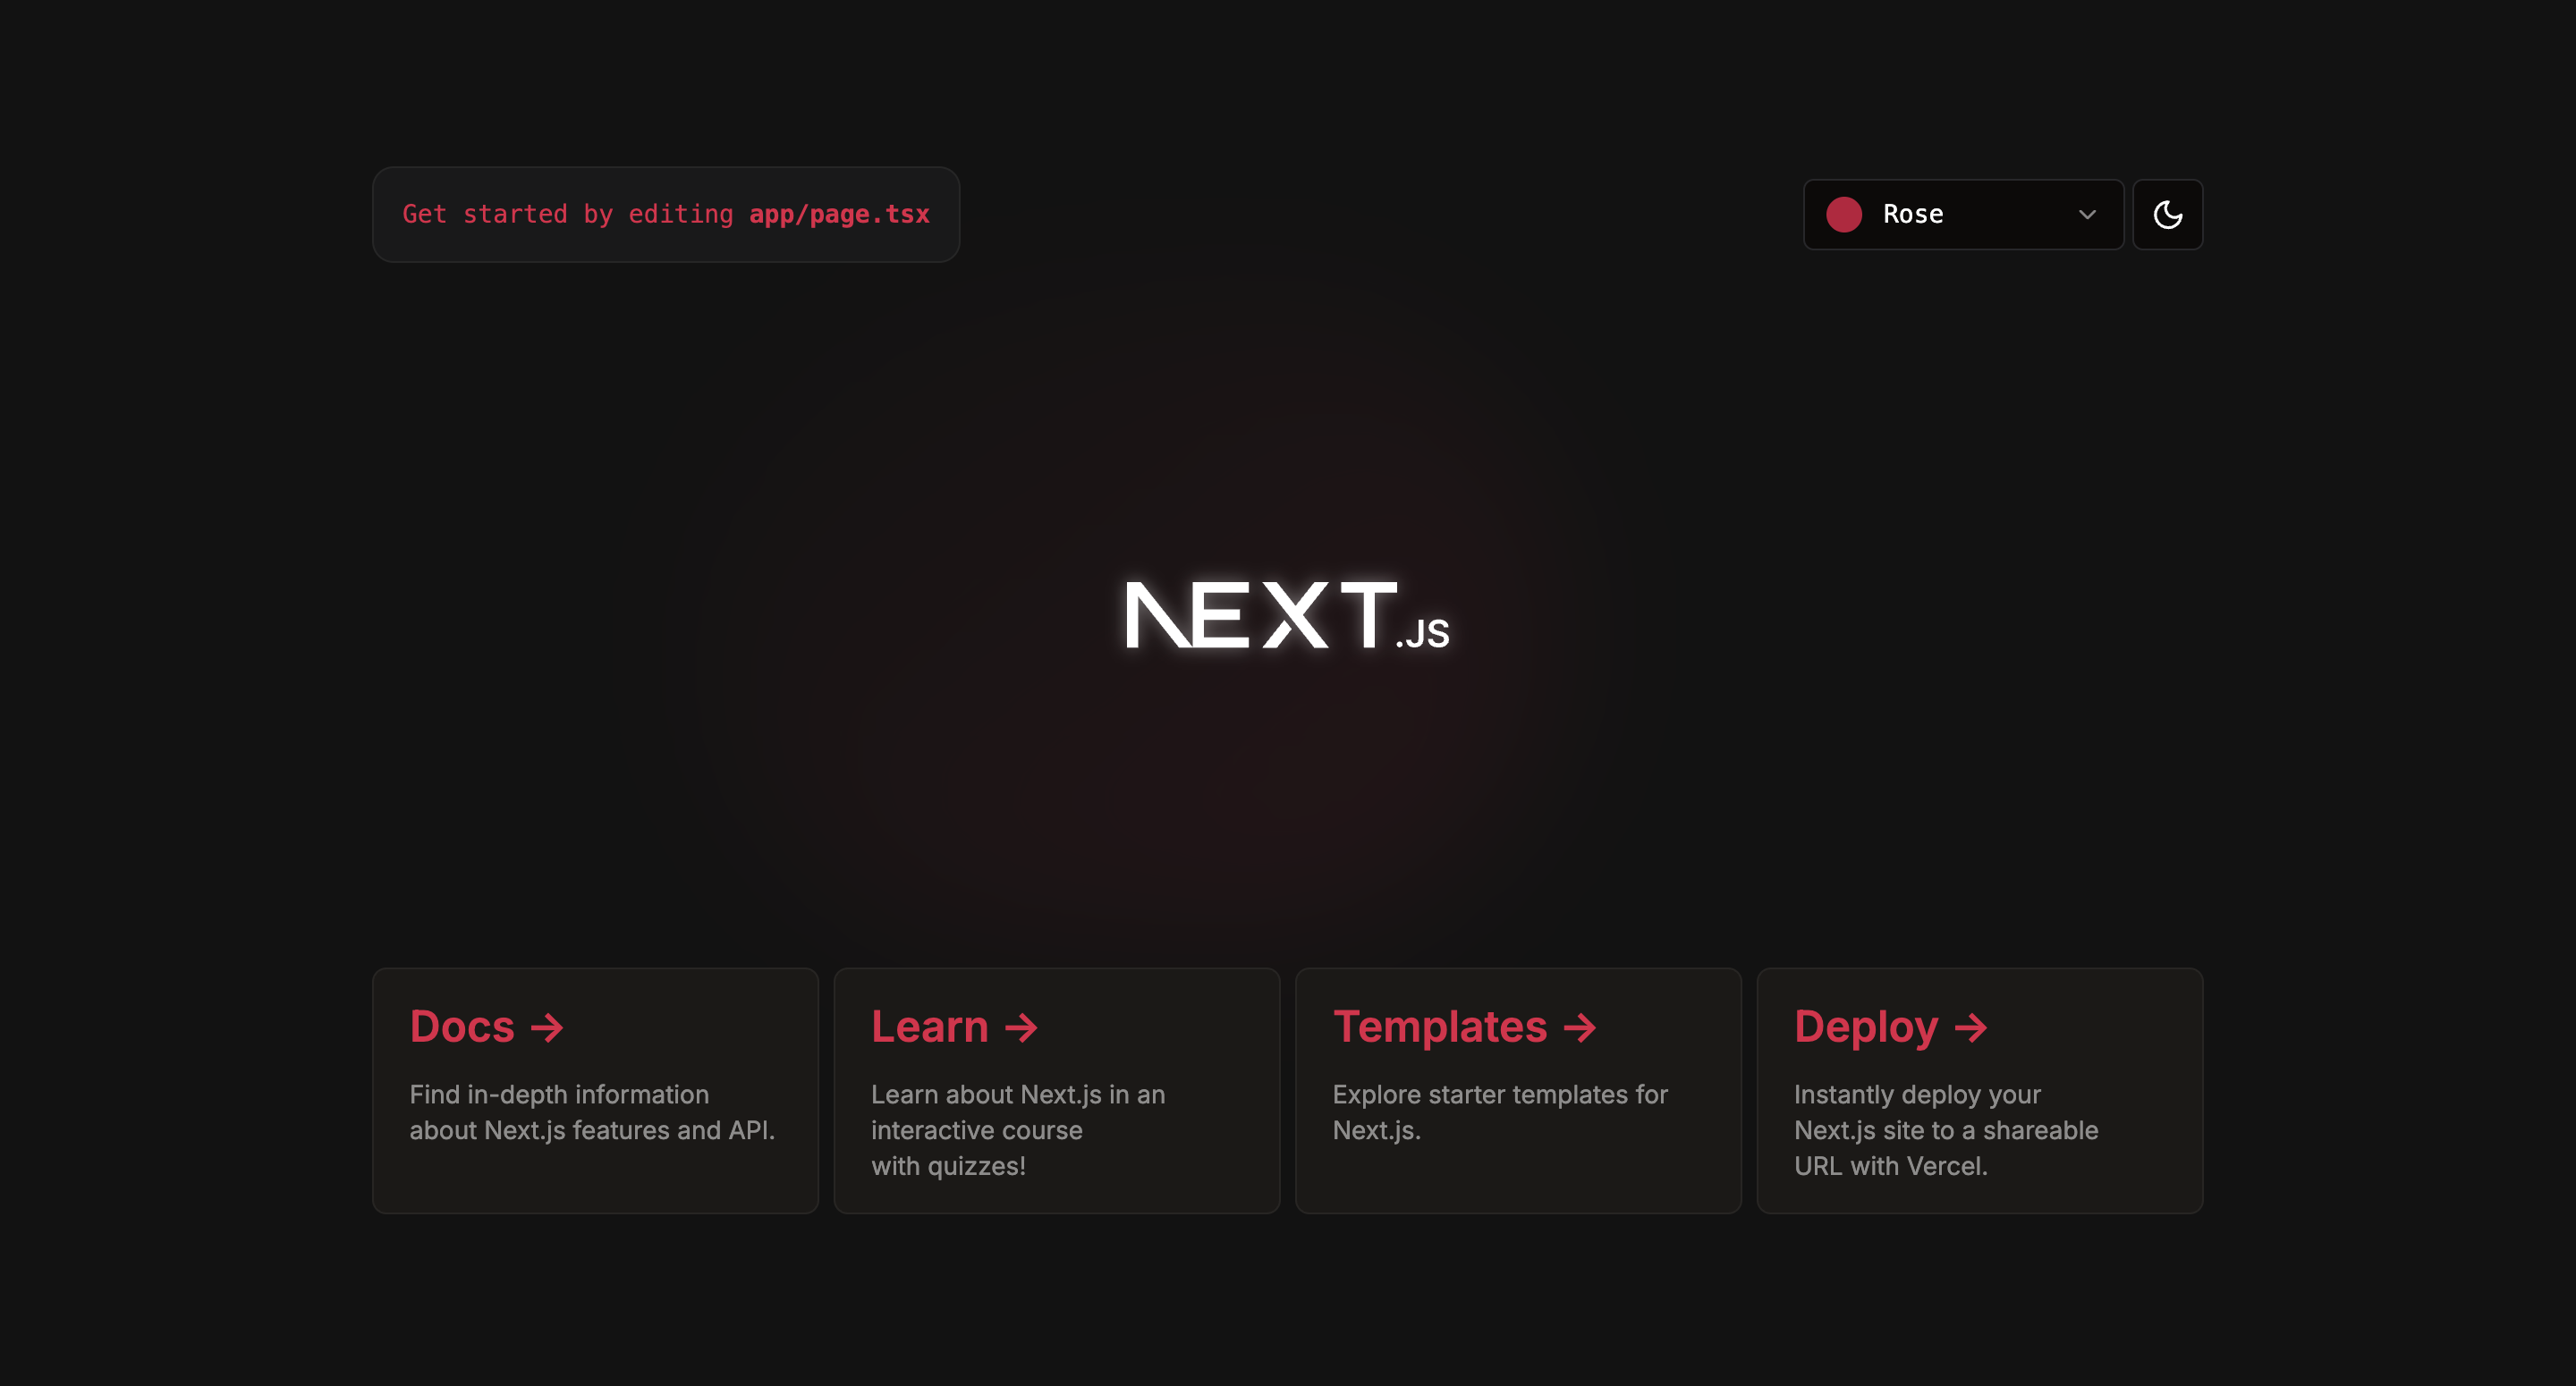 Get started by editing app/page.tsx
Rose
NEXT.JS
Docs →
Find in-depth information
about Next.js features and API.
Learn →
Learn about Next.js in an
interactive course
with quizzes!
Templates →
Explore starter templates for
Next.js.
Deploy →
Instantly deploy your
Next.js site to a shareable
URL with Vercel.